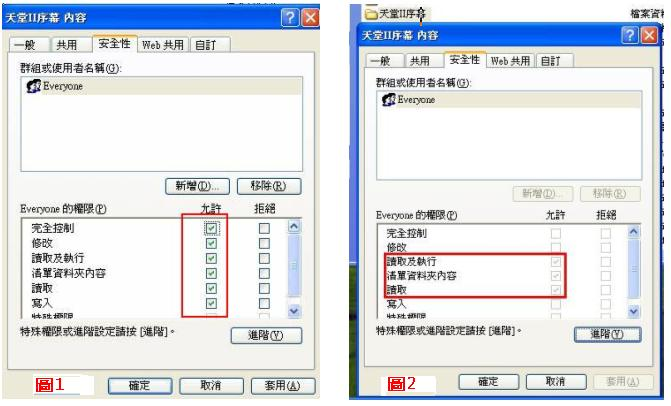 天堂II序幕 內容
一般 共用 安全性 Web 共用 自訂
群組或使用者名稱(G):
Everyone
新增(D)... 移除(R)
Everyone 的權限(P) 允許 拒絕
完全控制
修改
讀取及執行
清單資料夾內容
讀取
寫入
特殊權限
特殊權限或進階設定請按 [進階]。
進階(V)
圖1
確定 取消 套用(A)
天堂II序幕 檔案資
天堂II序幕 內容
一般 共用 安全性 Web 共用 自訂
群組或使用者名稱(G):
Everyone
新增(D)... 移除(R)
Everyone 的權限(P) 允許 拒絕
完全控制
修改
讀取及執行
清單資料夾內容
讀取
寫入
特殊權限
特殊權限或進階設定請按 [進階]。
進階(V)
圖2
確定 取消 套用(A)